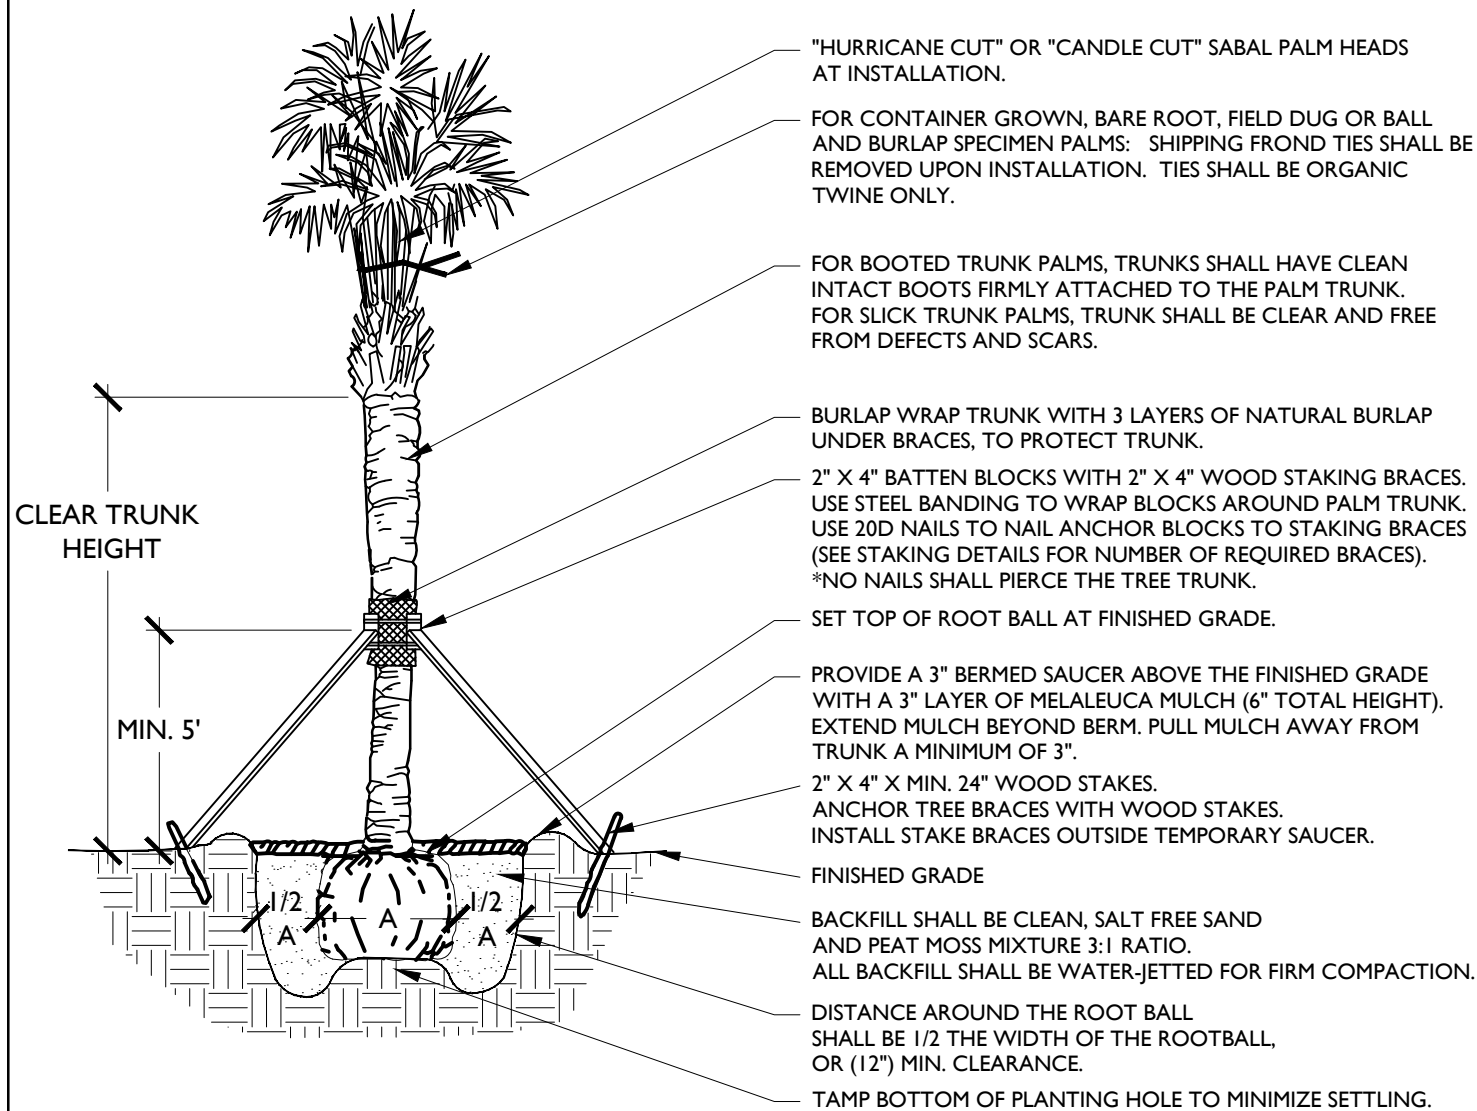 "HURRICANE CUT" OR "CANDLE CUT" SABAL PALM HEADS
AT INSTALLATION.
FOR CONTAINER GROWN, BARE ROOT, FIELD DUG OR BALL
AND BURLAP SPECIMEN PALMS: SHIPPING FROND TIES SHALL BE
REMOVED UPON INSTALLATION. TIES SHALL BE ORGANIC
TWINE ONLY.
FOR BOOTED TRUNK PALMS, TRUNKS SHALL HAVE CLEAN
INTACT BOOTS FIRMLY ATTACHED TO THE PALM TRUNK.
FOR SLICK TRUNK PALMS, TRUNK SHALL BE CLEAR AND FREE
FROM DEFECTS AND SCARS.
BURLAP WRAP TRUNK WITH 3 LAYERS OF NATURAL BURLAP
UNDER BRACES, TO PROTECT TRUNK.
2" X 4" BATTEN BLOCKS WITH 2" X 4" WOOD STAKING BRACES.
USE STEEL BANDING TO WRAP BLOCKS AROUND PALM TRUNK.
USE 20D NAILS TO NAIL ANCHOR BLOCKS TO STAKING BRACES
(SEE STAKING DETAILS FOR NUMBER OF REQUIRED BRACES).
*NO NAILS SHALL PIERCE THE TREE TRUNK.
SET TOP OF ROOT BALL AT FINISHED GRADE.
PROVIDE A 3" BERMED SAUCER ABOVE THE FINISHED GRADE
WITH A 3" LAYER OF MELALEUCA MULCH (6" TOTAL HEIGHT).
EXTEND MULCH BEYOND BERM. PULL MULCH AWAY FROM
TRUNK A MINIMUM OF 3".
2" X 4" X MIN. 24" WOOD STAKES.
ANCHOR TREE BRACES WITH WOOD STAKES.
INSTALL STAKE BRACES OUTSIDE TEMPORARY SAUCER.
FINISHED GRADE
BACKFILL SHALL BE CLEAN, SALT FREE SAND
AND PEAT MOSS MIXTURE 3:1 RATIO.
ALL BACKFILL SHALL BE WATER-JETTED FOR FIRM COMPACTION.
DISTANCE AROUND THE ROOT BALL
SHALL BE 1/2 THE WIDTH OF THE ROOTBALL,
OR (12") MIN. CLEARANCE.
TAMP BOTTOM OF PLANTING HOLE TO MINIMIZE SETTLING.
CLEAR TRUNK
HEIGHT
MIN. 5'
1/2
A
A
1/2
A